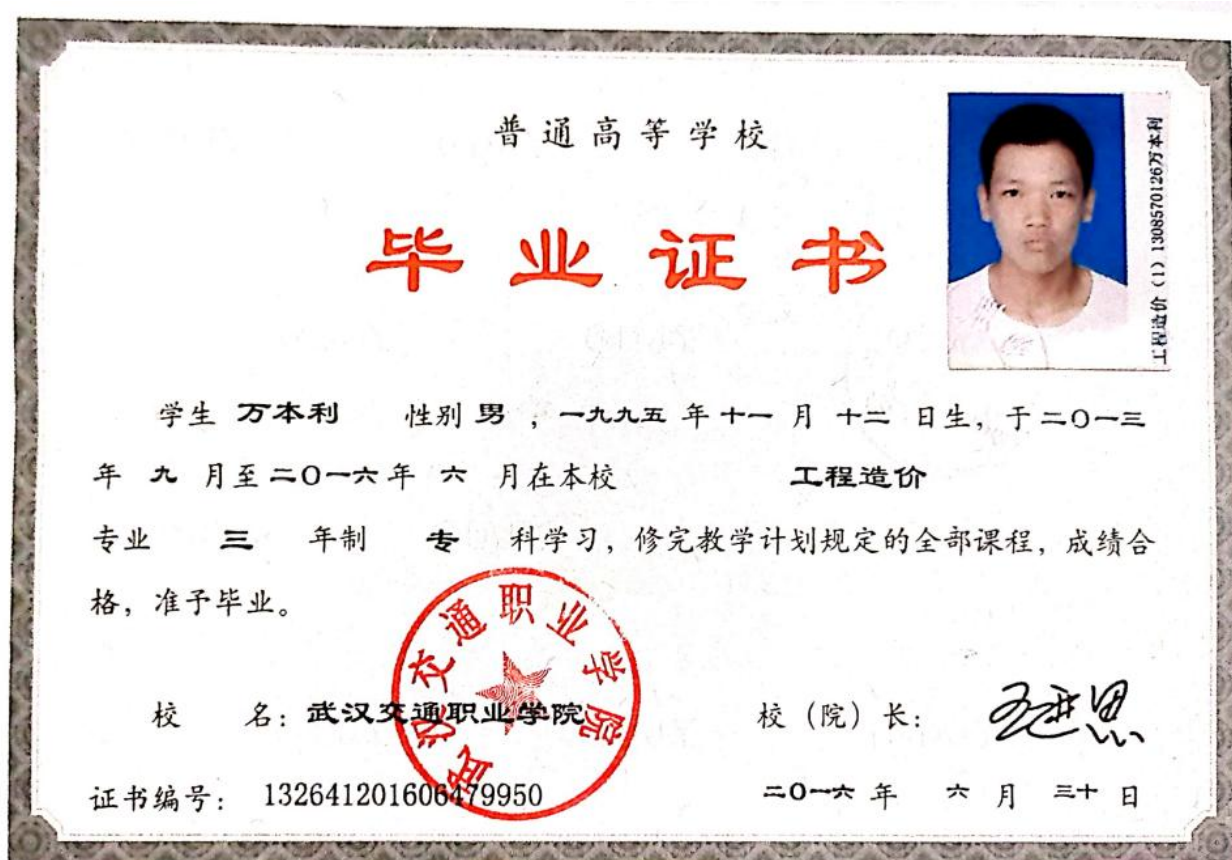 普通高等学校
毕业证书
工程造价（1）1308570126万本利
学生 万本利 性别 男 ，一九九五 年 十一 月 十二 日生，于 二〇一三
年 九 月至 二〇一六 年 六 月在本校 工程造价
专业 三 年制 专 科学习，修完教学计划规定的全部课程，成绩合
格，准予毕业。
武汉交通职业学院
校 名：武汉交通职业学院 校（院）长：
证书编号：132641201606479950 二〇一六 年 六 月 三十 日